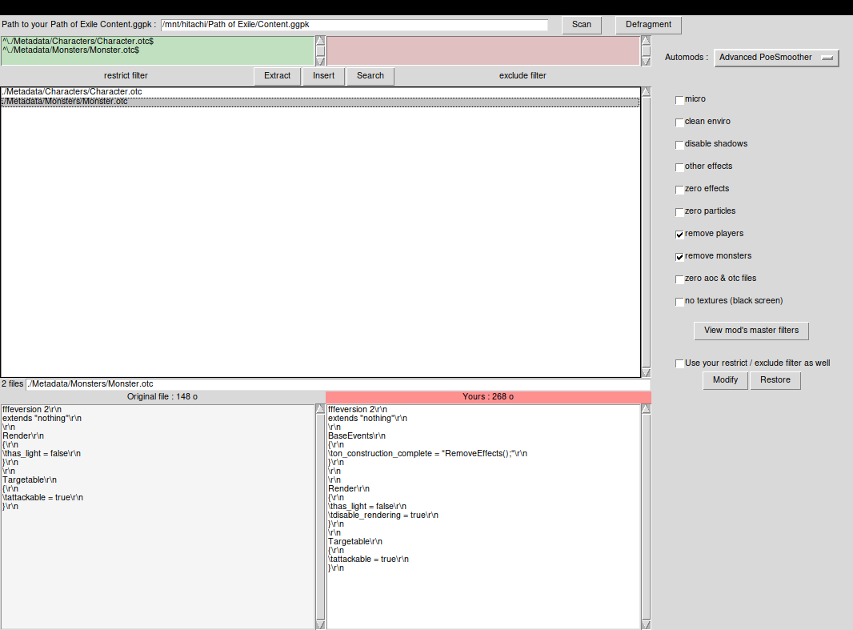 Path to your Path of Exile Content.ggpk : /mnt/hitachi/Path of Exile/Content.ggpk Scan Defragment
^\./Metadata/Characters/Character.otc$
^\./Metadata/Monsters/Monster.otc$
Automods : Advanced PoeSmoother
restrict filter Extract Insert Search exclude filter
./Metadata/Characters/Character.otc
./Metadata/Monsters/Monster.otc
micro
clean enviro
disable shadows
other effects
zero effects
zero particles
remove players
remove monsters
zero aoc & otc files
no textures (black screen)
View mod's master filters
Use your restrict / exclude filter as well
Modify Restore
2 files ./Metadata/Monsters/Monster.otc
Original file : 148 o
fffeversion 2\r\n
extends "nothing"\r\n
\r\n
Render\r\n
{\r\n
\thas_light = false\r\n
}\r\n
\r\n
Targetable\r\n
{\r\n
\tattackable = true\r\n
}\r\n
Yours : 268 o
fffeversion 2\r\n
extends "nothing"\r\n
\r\n
BaseEvents\r\n
{\r\n
\ton_construction_complete = "RemoveEffects();"\r\n
}\r\n
\r\n
\r\n
Render\r\n
{\r\n
\thas_light = false\r\n
\tdisable_rendering = true\r\n
}\r\n
\r\n
Targetable\r\n
{\r\n
\tattackable = true\r\n
}\r\n